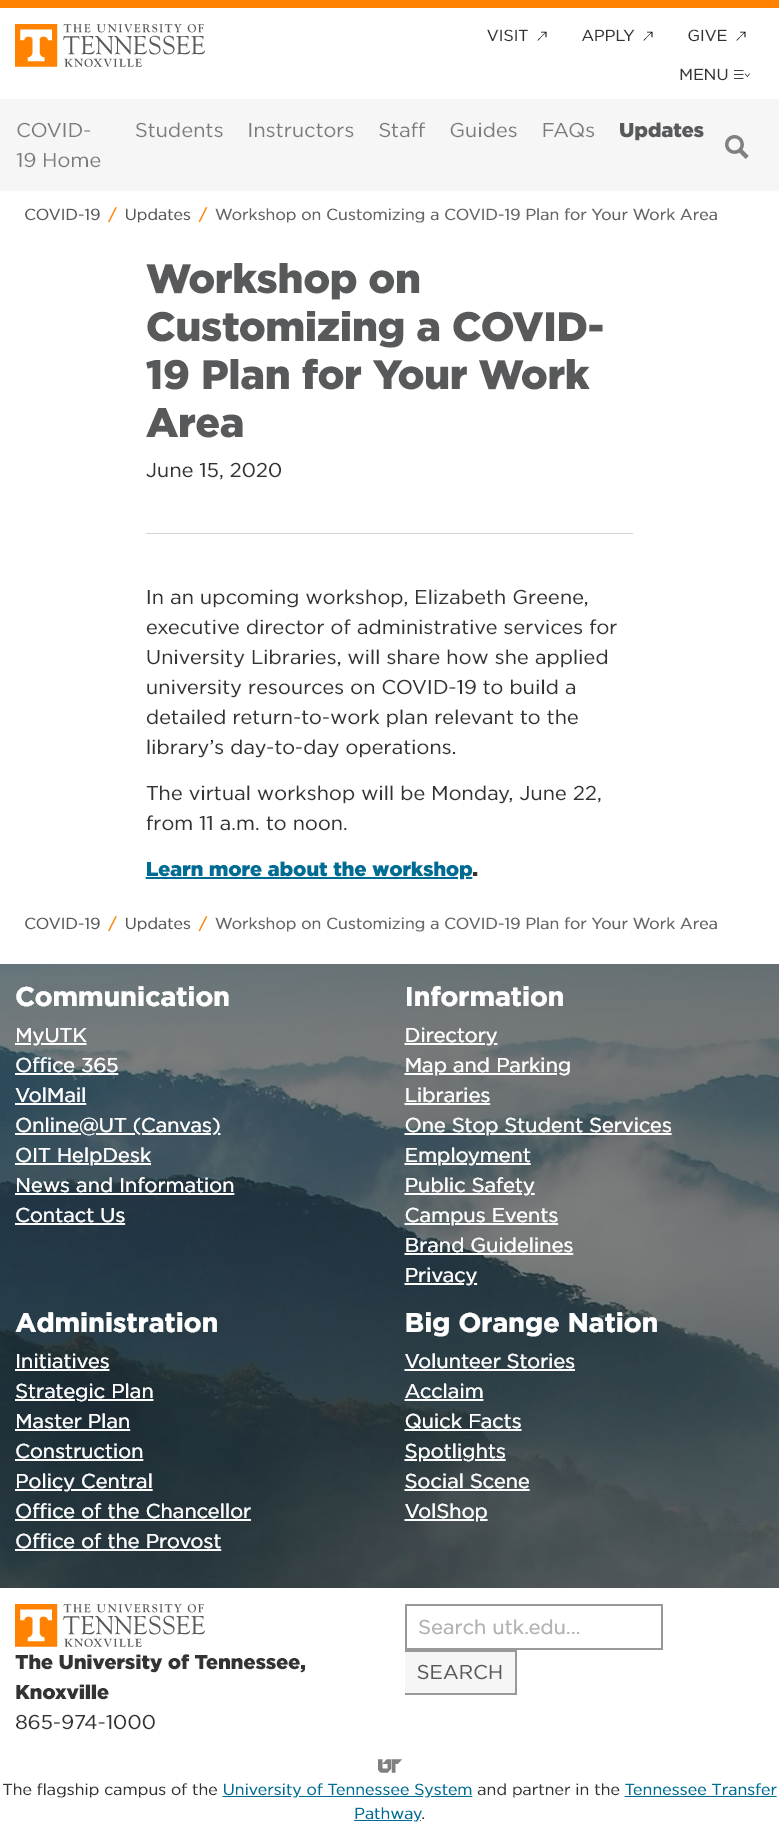 THE UNIVERSITY OF
TENNESSEE
KNOXVILLE
VISIT APPLY GIVE
MENU
COVID-
19 Home
Students Instructors Staff Guides FAQs Updates
COVID-19 / Updates / Workshop on Customizing a COVID-19 Plan for Your Work Area
Workshop on
Customizing a COVID-
19 Plan for Your Work
Area
June 15, 2020
In an upcoming workshop, Elizabeth Greene,
executive director of administrative services for
University Libraries, will share how she applied
university resources on COVID-19 to build a
detailed return-to-work plan relevant to the
library’s day-to-day operations.
The virtual workshop will be Monday, June 22,
from 11 a.m. to noon.
Learn more about the workshop.
COVID-19 / Updates / Workshop on Customizing a COVID-19 Plan for Your Work Area
Communication
MyUTK
Office 365
VolMail
Online@UT (Canvas)
OIT HelpDesk
News and Information
Contact Us
Information
Directory
Map and Parking
Libraries
One Stop Student Services
Employment
Public Safety
Campus Events
Brand Guidelines
Privacy
Administration
Initiatives
Strategic Plan
Master Plan
Construction
Policy Central
Office of the Chancellor
Office of the Provost
Big Orange Nation
Volunteer Stories
Acclaim
Quick Facts
Spotlights
Social Scene
VolShop
THE UNIVERSITY OF
TENNESSEE
KNOXVILLE
The University of Tennessee,
Knoxville
865-974-1000
Search utk.edu...
SEARCH
UT
The flagship campus of the University of Tennessee System and partner in the Tennessee Transfer
Pathway.